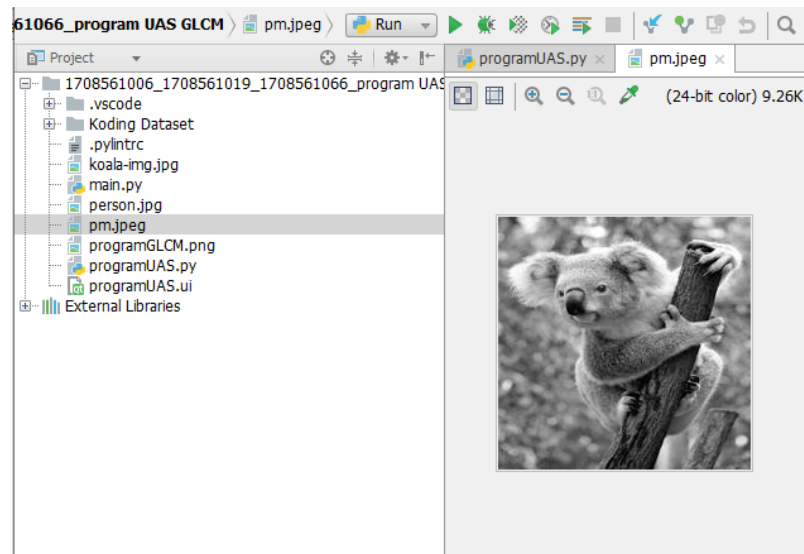 61066_program UAS GLCM pm.jpeg Run
Project
programUAS.py pm.jpeg
1708561006_1708561019_1708561066_program UAS
(24-bit color) 9.26K
.vscode
Koding Dataset
.pylintrc
koala-img.jpg
main.py
person.jpg
pm.jpeg
programGLCM.png
programUAS.py
programUAS.ui
External Libraries